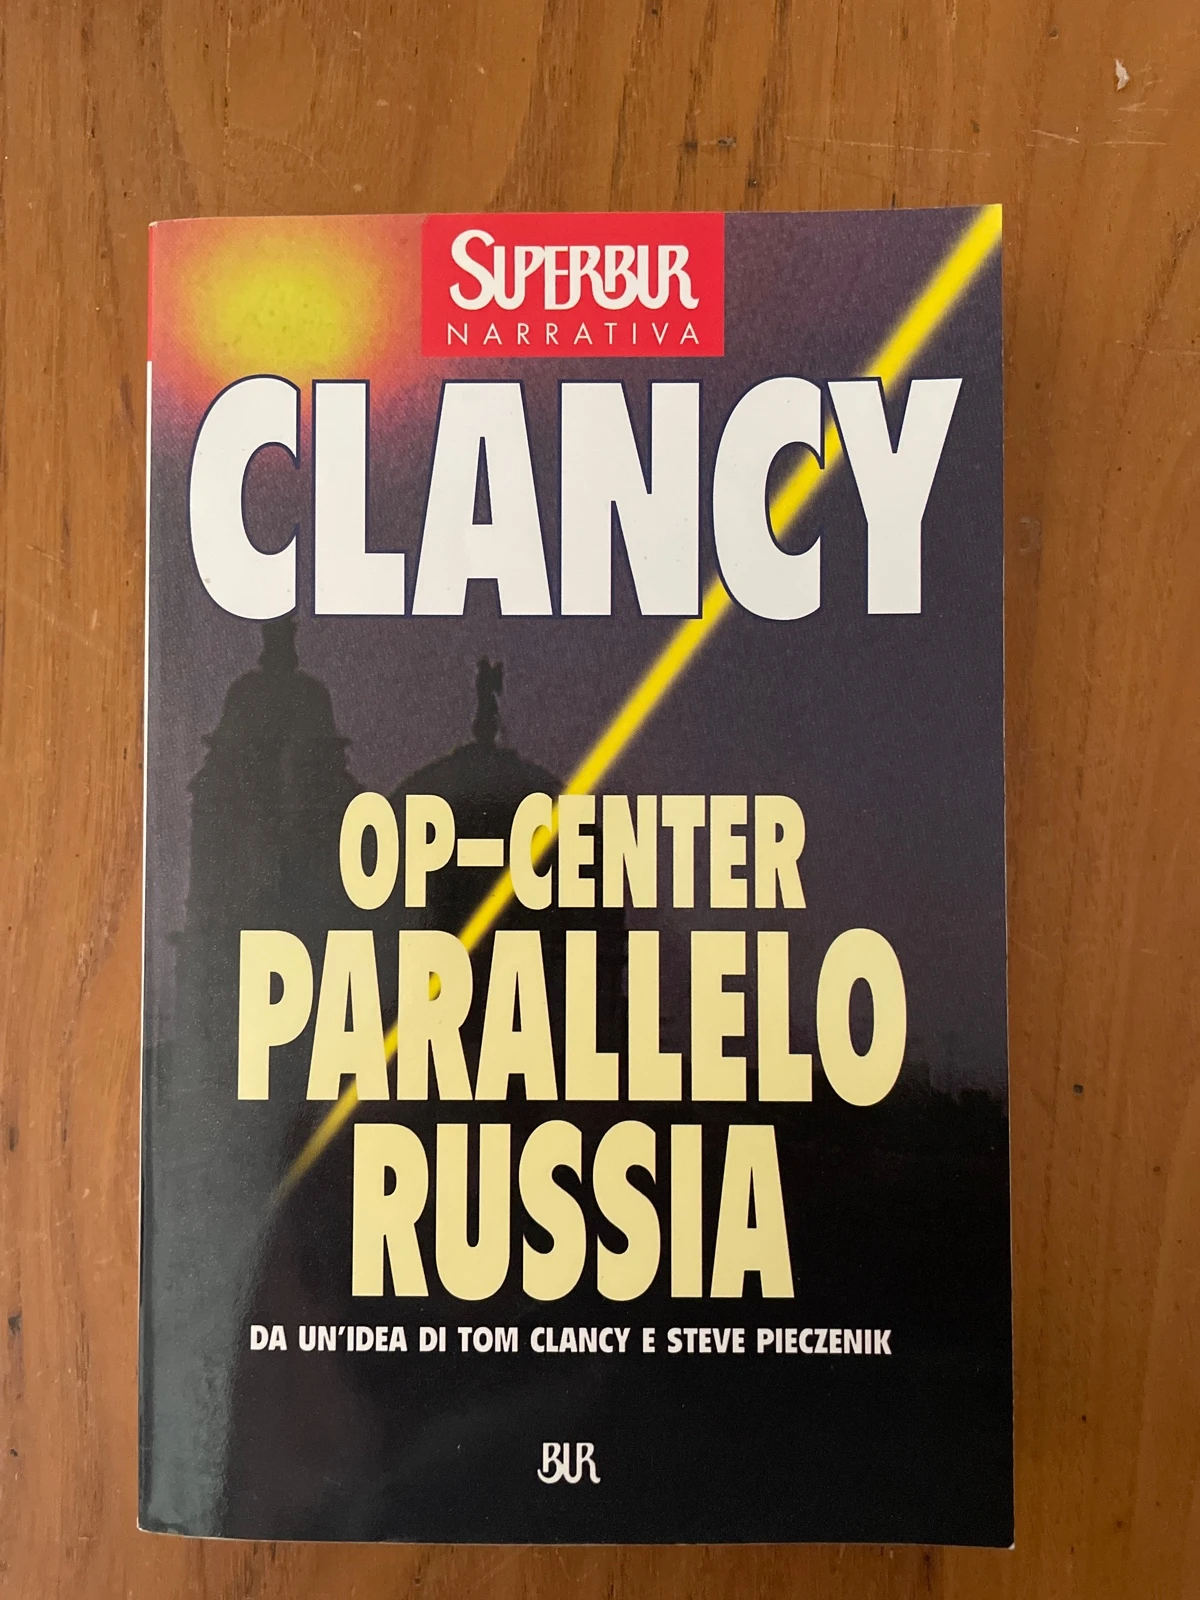 SUPERBUR
NARRATIVA
CLANCY
OP-CENTER
PARALLELO
RUSSIA
DA UN'IDEA DI TOM CLANCY E STEVE PIECZENIK
BUR